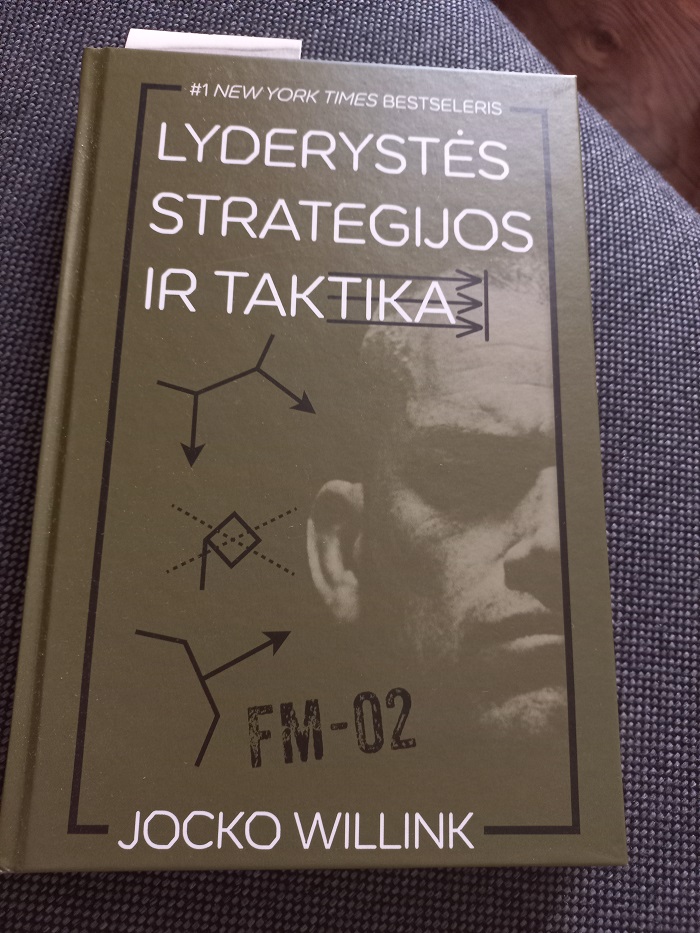 #1 NEW YORK TIMES BESTSELERIS
LYDERYSTĖS
STRATEGIJOS
IR TAKTIKA
FM-02
JOCKO WILLINK